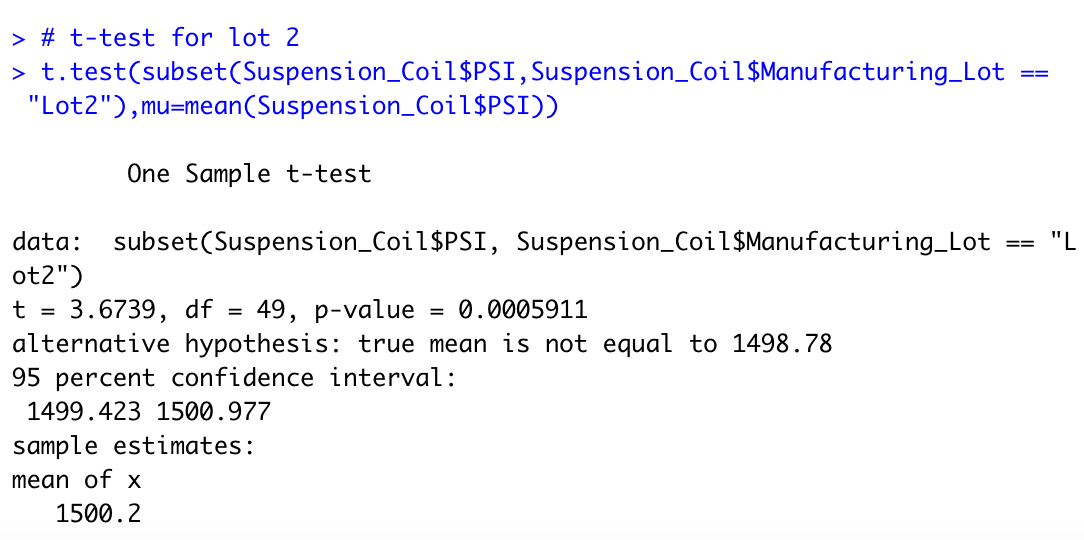 > # t-test for lot 2
> t.test(subset(Suspension_Coil$PSI,Suspension_Coil$Manufacturing_Lot ==
 "Lot2"),mu=mean(Suspension_Coil$PSI))
One Sample t-test
data:  subset(Suspension_Coil$PSI, Suspension_Coil$Manufacturing_Lot == "L
ot2")
t = 3.6739, df = 49, p-value = 0.0005911
alternative hypothesis: true mean is not equal to 1498.78
95 percent confidence interval:
 1499.423 1500.977
sample estimates:
mean of x
   1500.2